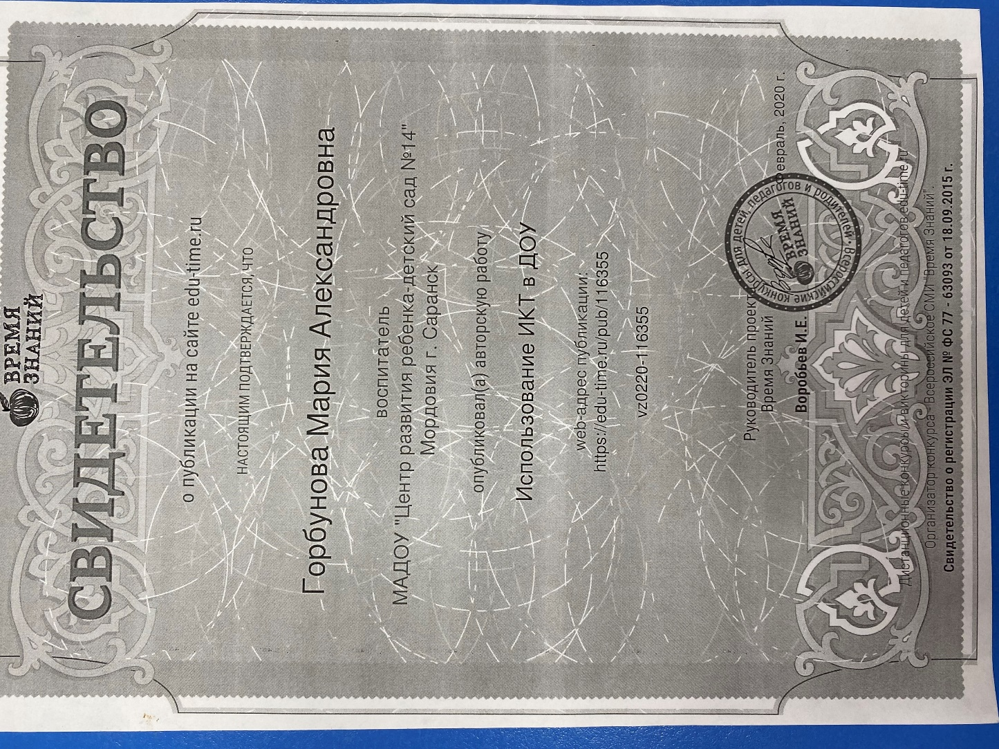 ВРЕМЯ
ЗНАНИЙ
СВИДЕТЕЛЬСТВО
о публикации на сайте edu-time.ru
НАСТОЯЩИМ ПОДТВЕРЖДАЕТСЯ, ЧТО
Горбунова Мария Александровна
воспитатель
МАДОУ "Центр развития ребенка-детский сад №14"
Мордовия г. Саранск
опубликовал(а) авторскую работу
Использование ИКТ в ДОУ
web-адрес публикации:
https://edu-time.ru/pub/116355
vz0220-116355
Руководитель проект
Время Знаний
Воробьев И.Е.
Всероссийские конкурсы для детей, педагогов и родителей
ВРЕМЯ
ЗНАНИЙ
Февраль, 2020 г.
Дистанционные конкурсы и викторины для детей и педагогов edu-time.ru
Организатор конкурса - Всероссийское СМИ "Время Знаний".
Свидетельство о регистрации ЭЛ № ФС 77 - 63093 от 18.09.2015 г.